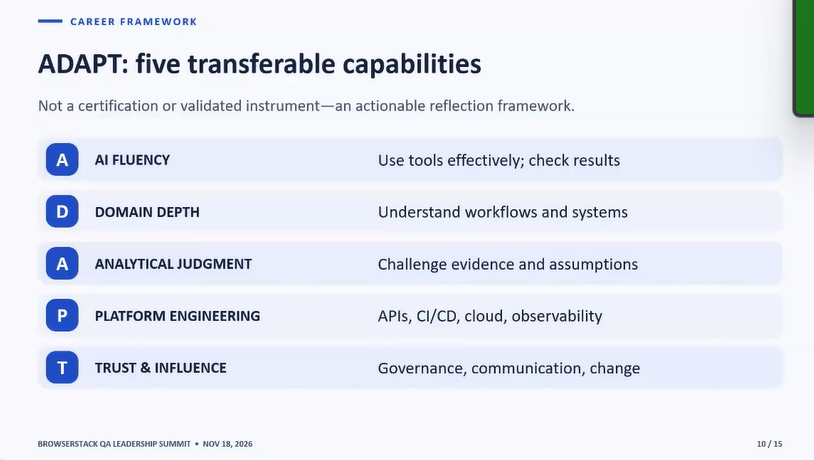 CAREER FRAMEWORK
ADAPT: five transferable capabilities
Not a certification or validated instrument—an actionable reflection framework.
A AI FLUENCY Use tools effectively; check results
D DOMAIN DEPTH Understand workflows and systems
A ANALYTICAL JUDGMENT Challenge evidence and assumptions
P PLATFORM ENGINEERING APIs, CI/CD, cloud, observability
T TRUST & INFLUENCE Governance, communication, change
BROWSERSTACK QA LEADERSHIP SUMMIT • NOV 18, 2026 10 / 15